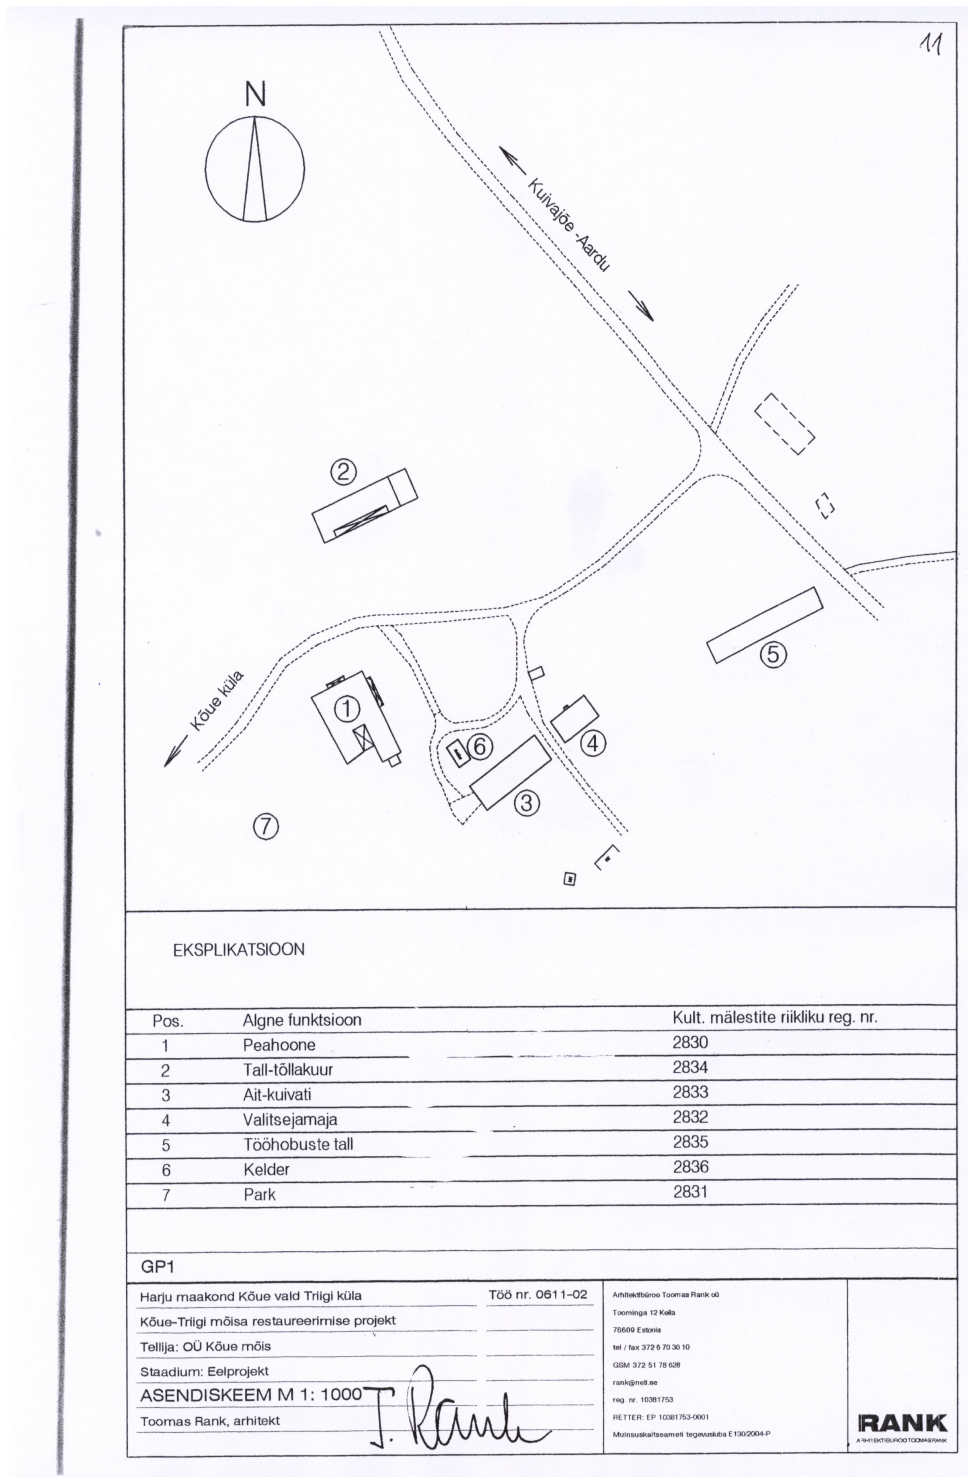 11
N
Kuivajõe -Aardu
2
5
Kõue küla
1
6
4
3
7
EKSPLIKATSIOON
Pos. Algne funktsioon Kult. mälestite riikliku reg. nr.
1 Peahoone 2830
2 Tall-tõllakuur 2834
3 Ait-kuivati 2833
4 Valitsejamaja 2832
5 Tööhobuste tall 2835
6 Kelder 2836
7 Park 2831
GP1
Harju maakond Kõue vald Triigi küla Töö nr. 0611-02
Kõue-Triigi mõisa restaureerimise projekt
Tellija: OÜ Kõue mõis
Staadium: Eelprojekt
ASENDISKEEM M 1: 1000
Toomas Rank, arhitekt
T. Rank
Arhitektibüroo Toomas Rank oü
Toominga 12 Keila
76609 Estonia
tel / fax 372 6 70 30 10
GSM 372 51 78 628
rank@neti.ee
reg. nr. 10381753
RETTER: EP 10381753-0001
Muinsuskaitseameti tegevusluba E 130/2004-P
RANK
ARHITEKTIBÜROO TOOMAS RANK